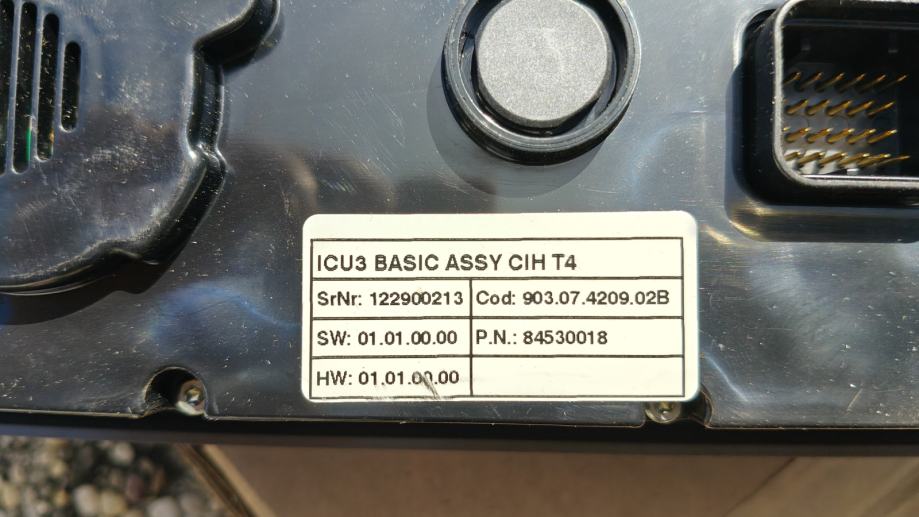 ICU3 BASIC ASSY CIH T4
SrNr: 122900213 Cod: 903.07.4209.02B
SW: 01.01.00.00 P.N.: 84530018
HW: 01.01.00.00